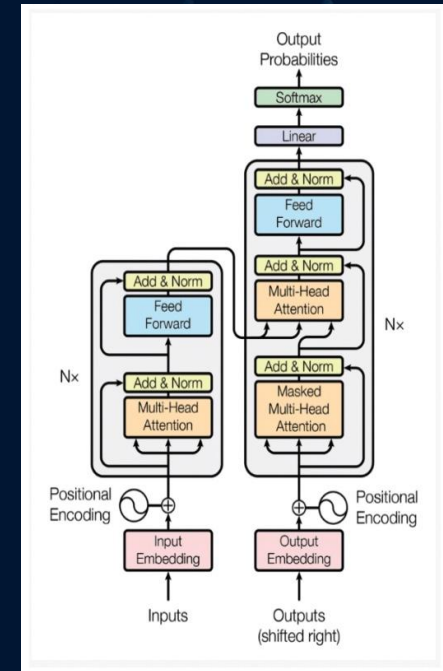 Output
Probabilities
Softmax
Linear
Add & Norm
Feed
Forward
Add & Norm
Multi-Head
Attention
Add & Norm
Masked
Multi-Head
Attention
Nx
Add & Norm
Feed
Forward
Add & Norm
Multi-Head
Attention
Nx
Positional
Encoding
Input
Embedding
Inputs
Positional
Encoding
Output
Embedding
Outputs
(shifted right)